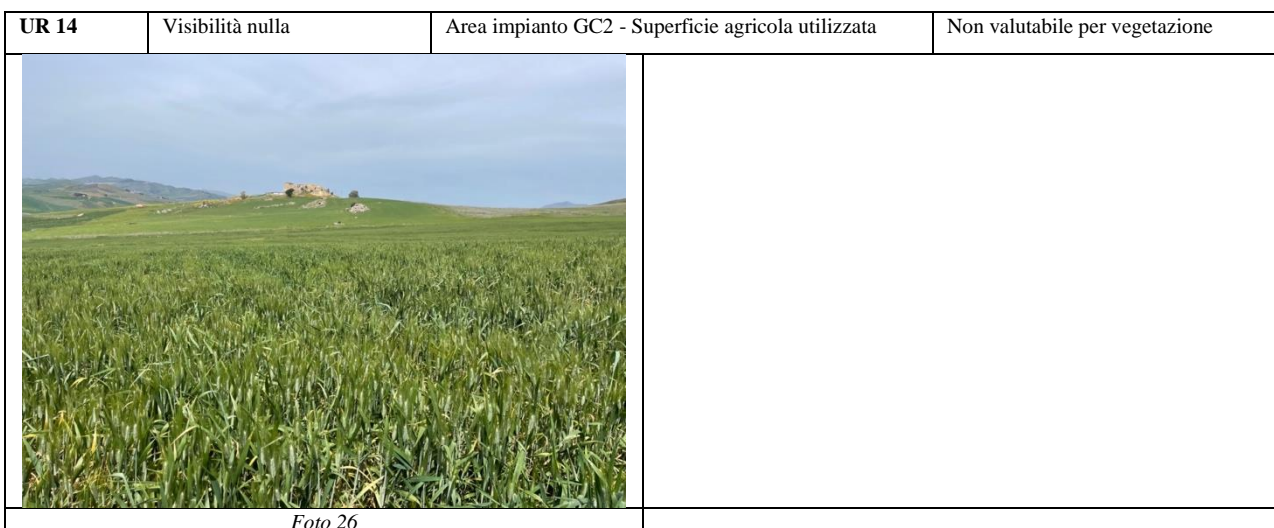 UR 14
Visibilità nulla
Area impianto GC2 - Superficie agricola utilizzata
Non valutabile per vegetazione
Foto 26